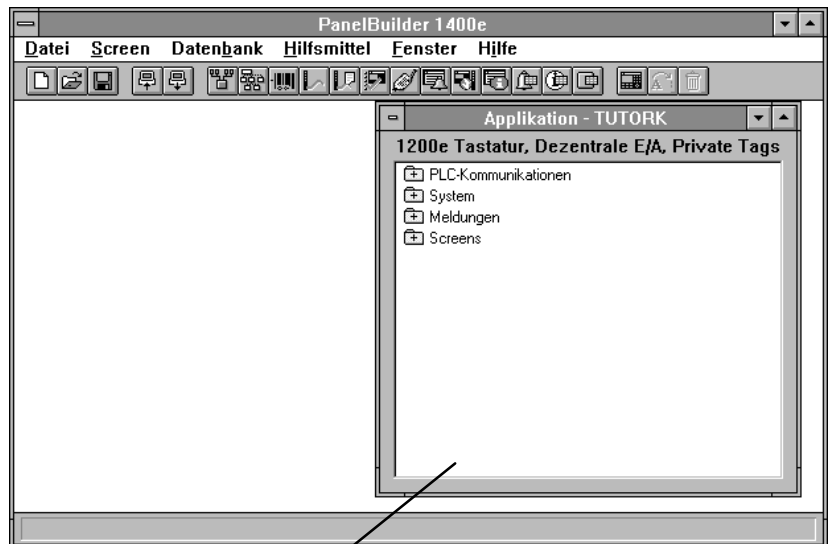 PanelBuilder 1400e
Datei Screen Datenbank Hilfsmittel Fenster Hilfe
Applikation - TUTORK
1200e Tastatur, Dezentrale E/A, Private Tags
PLC-Kommunikationen
System
Meldungen
Screens